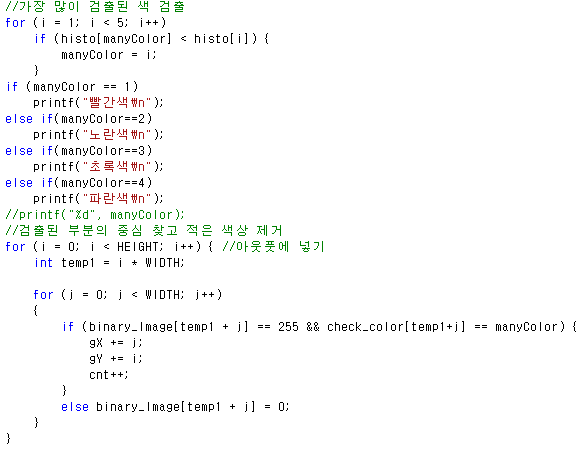 //가장 많이 검출된 색 검출
for (i = 1; i < 5; i++)
    if (histo[manyColor] < histo[i]) {
        manyColor = i;
    }
if (manyColor == 1)
    printf("빨간색₩n");
else if(manyColor==2)
    printf("노란색₩n");
else if(manyColor==3)
    printf("초록색₩n");
else if(manyColor==4)
    printf("파란색₩n");
//printf("%d", manyColor);
//검출된 부분의 중심 찾고 적은 색상 제거
for (i = 0; i < HEIGHT; i++) { //아웃풋에 넣기
    int temp1 = i * WIDTH;

    for (j = 0; j < WIDTH; j++)
    {
        if (binary_Image[temp1 + j] == 255 && check_color[temp1+j] == manyColor) {
            gX += j;
            gY += i;
            cnt++;
        }
        else binary_Image[temp1 + j] = 0;
    }
}